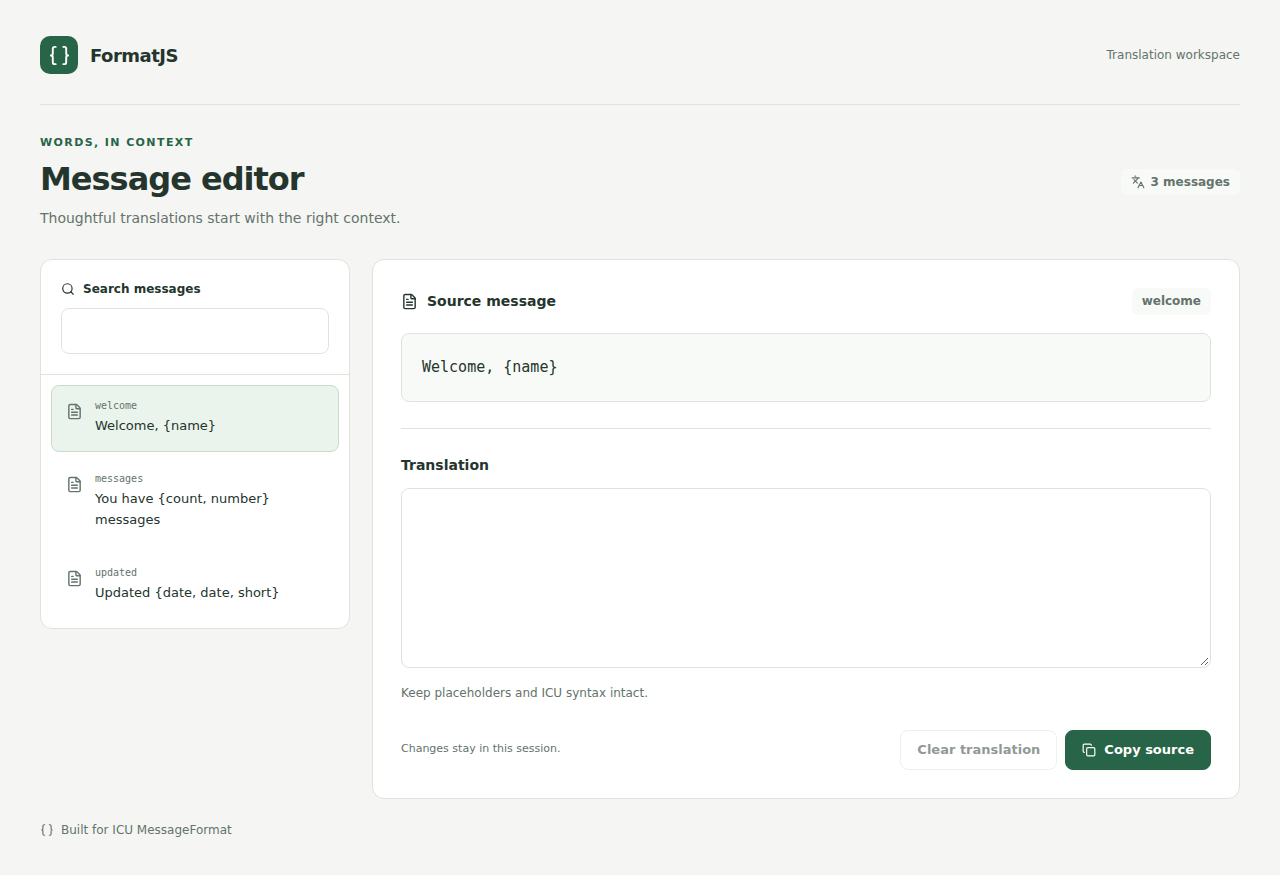 { } FormatJS
Translation workspace
WORDS, IN CONTEXT
Message editor
Thoughtful translations start with the right context.
3 messages
Search messages
welcome
Welcome, {name}
messages
You have {count, number}
messages
updated
Updated {date, date, short}
Source message
welcome
Welcome, {name}
Translation
Keep placeholders and ICU syntax intact.
Changes stay in this session.
Clear translation
Copy source
{ } Built for ICU MessageFormat